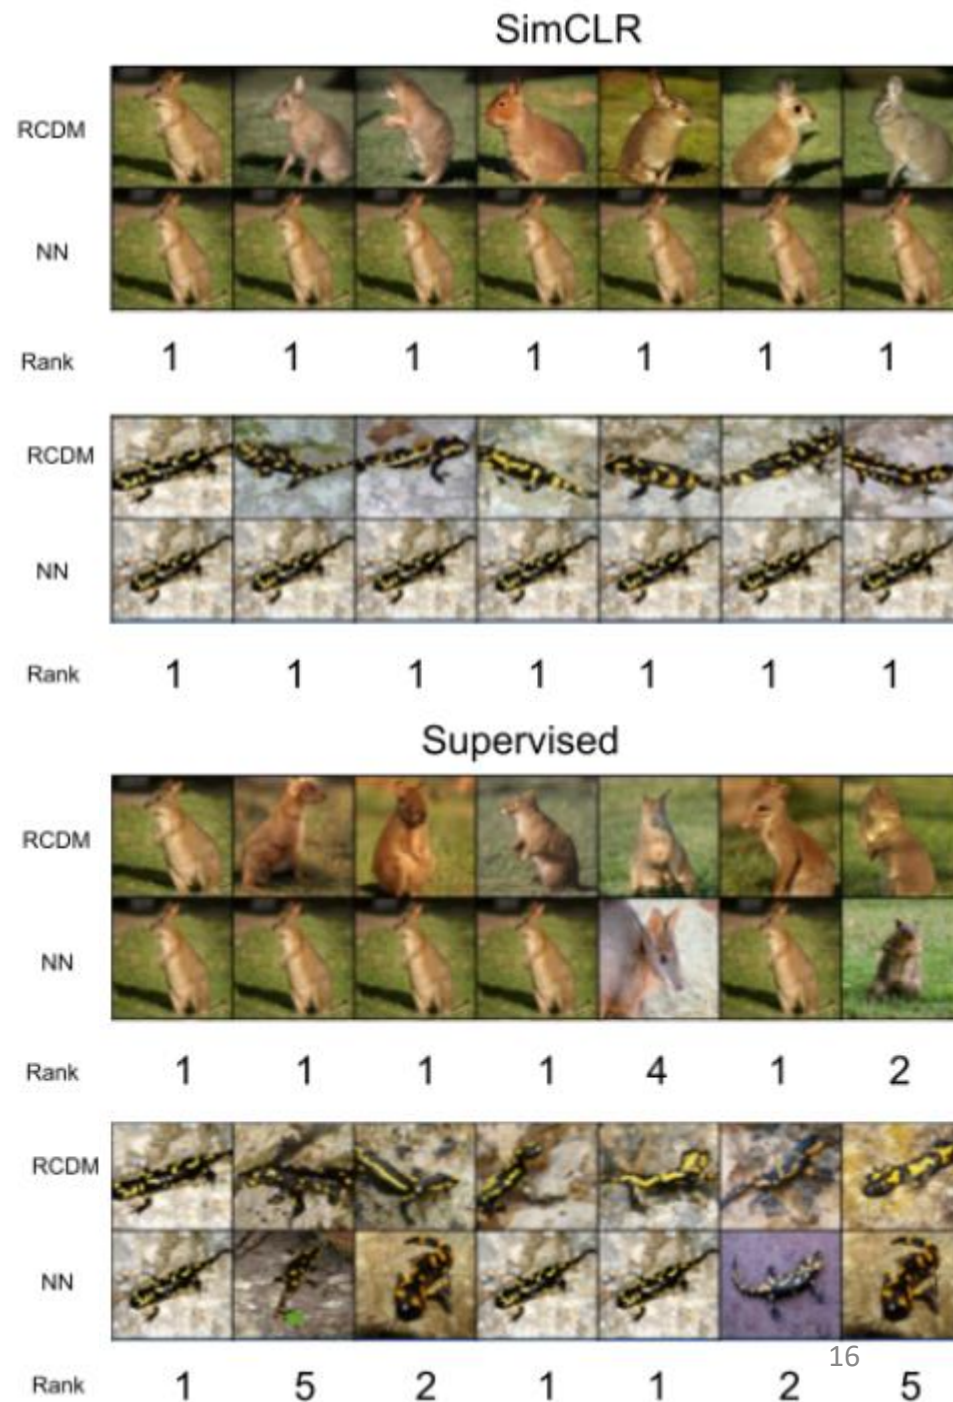 SimCLR
RCDM
NN
Rank 1 1 1 1 1 1 1
RCDM
NN
Rank 1 1 1 1 1 1 1
Supervised
RCDM
NN
Rank 1 1 1 1 4 1 2
RCDM
NN
16
Rank 1 5 2 1 1 2 5